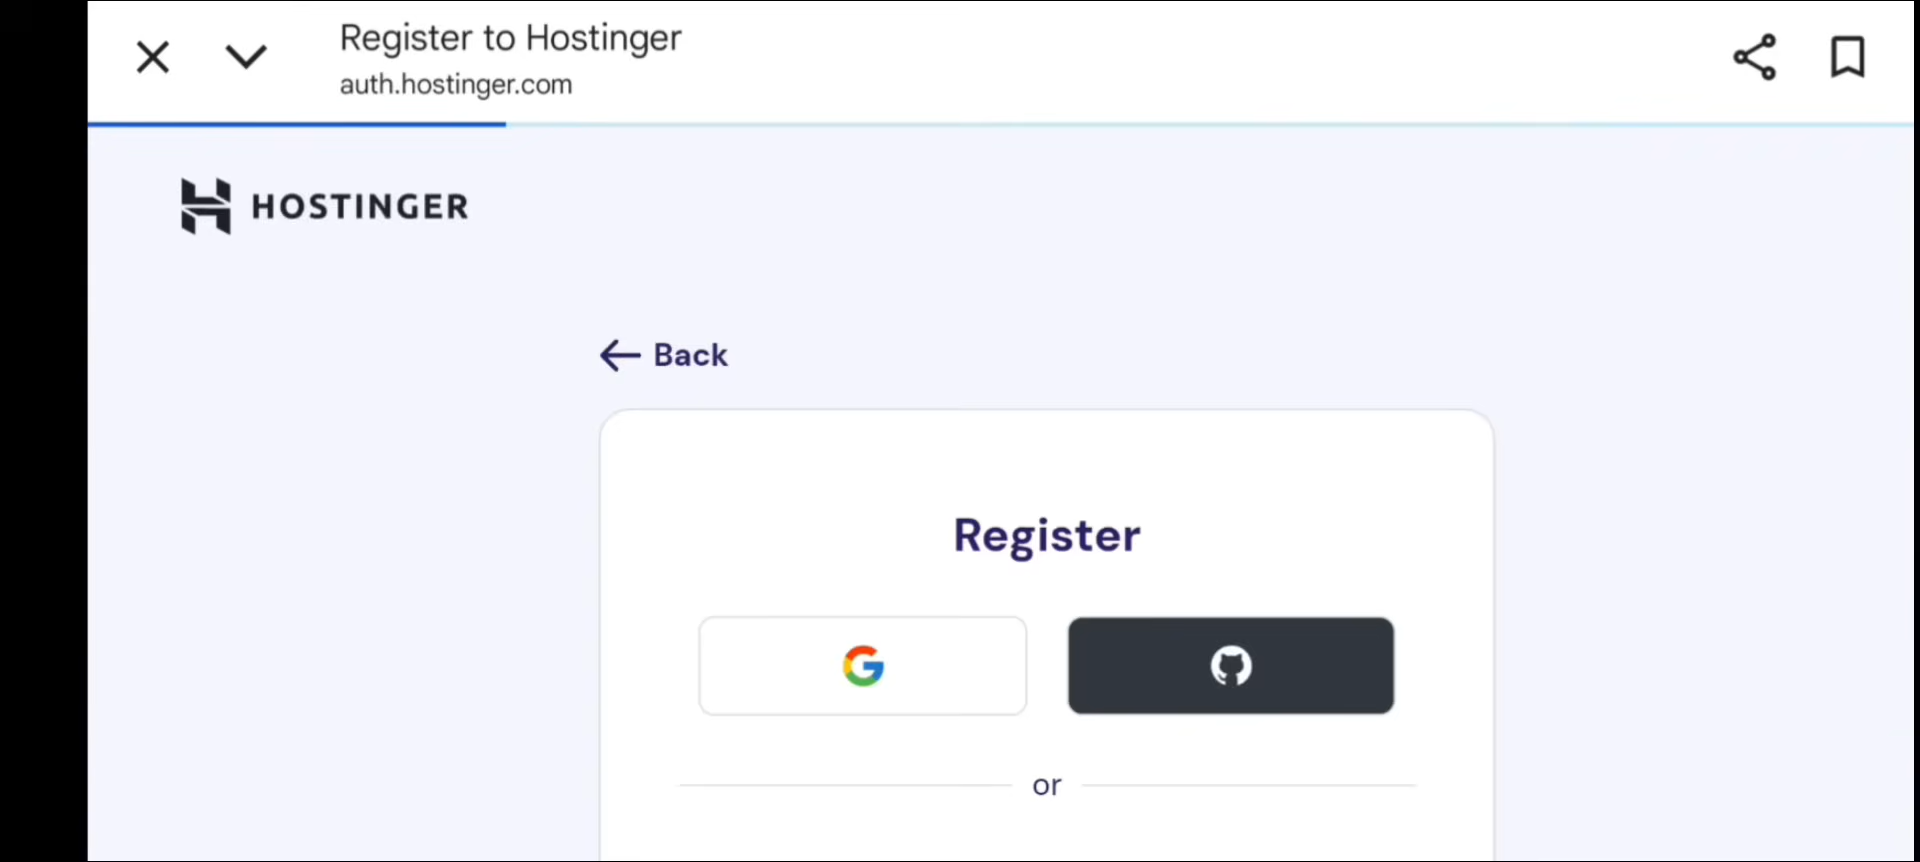 Register to Hostinger
auth.hostinger.com
HOSTINGER
Back
Register
or